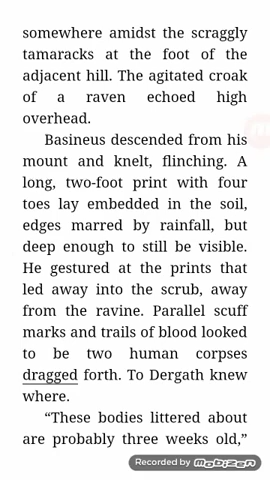 somewhere amidst the scraggly
tamaracks at the foot of the
adjacent hill. The agitated croak
of a raven echoed high
overhead.
Basineus descended from his
mount and knelt, flinching. A
long, two-foot print with four
toes lay embedded in the soil,
edges marred by rainfall, but
deep enough to still be visible.
He gestured at the prints that
led away into the scrub, away
from the ravine. Parallel scuff
marks and trails of blood looked
to be two human corpses
dragged forth. To Dergath knew
where.
“These bodies littered about
are probably three weeks old,”
Recorded by Mobizen